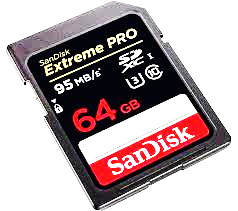 SanDisk
Extreme PRO
95 MB/s
SDXC I
U3 10
64 GB
SanDisk